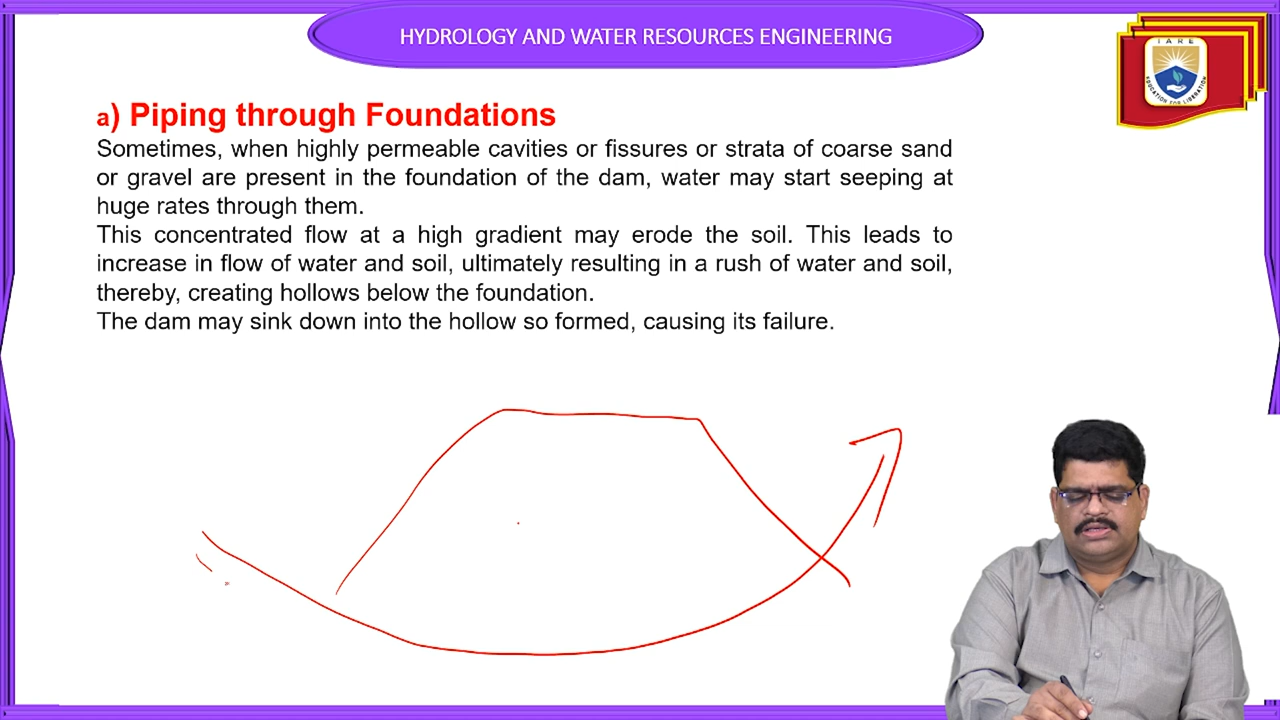 HYDROLOGY AND WATER RESOURCES ENGINEERING
IARE
EDUCATION FOR LIBERATION
a) Piping through Foundations
Sometimes, when highly permeable cavities or fissures or strata of coarse sand
or gravel are present in the foundation of the dam, water may start seeping at
huge rates through them.
This concentrated flow at a high gradient may erode the soil. This leads to
increase in flow of water and soil, ultimately resulting in a rush of water and soil,
thereby, creating hollows below the foundation.
The dam may sink down into the hollow so formed, causing its failure.